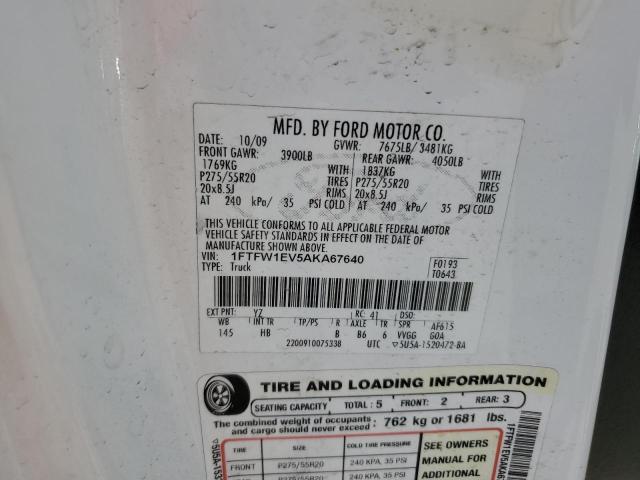 MFD. BY FORD MOTOR CO.
DATE: 10/09 GVWR: 7675LB/ 3481KG
FRONT GAWR: 3900LB REAR GAWR: 4050LB
1769KG WITH 1837KG WITH
P275/55R20 TIRES P275/55R20 TIRES
20x8.5J RIMS 20x8.5J RIMS
AT 240 kPa/ 35 PSI COLD AT 240 kPa/ 35 PSI COLD
THIS VEHICLE CONFORMS TO ALL APPLICABLE FEDERAL MOTOR
VEHICLE SAFETY STANDARDS IN EFFECT ON THE DATE OF
MANUFACTURE SHOWN ABOVE.
VIN: 1FTFW1EV5AKA67640 F0193
TYPE: Truck T0643
EXT PNT: YZ RC: 41 DSO:
WB INT TR TP/PS R AXLE TR SPR AF615
145 HB B B6 6 VVGG GOA
2200910075338 UTC ▽5U5A-1520472-BA
TIRE AND LOADING INFORMATION
SEATING CAPACITY TOTAL: 5 FRONT: 2 REAR: 3
The combined weight of occupants and cargo should never exceed: 762 kg or 1681 lbs.
TIRE SIZE COLD TIRE PRESSURE
FRONT P275/55R20 240 KPA, 35 PSI
SEE OWNERS
MANUAL FOR
ADDITIONAL